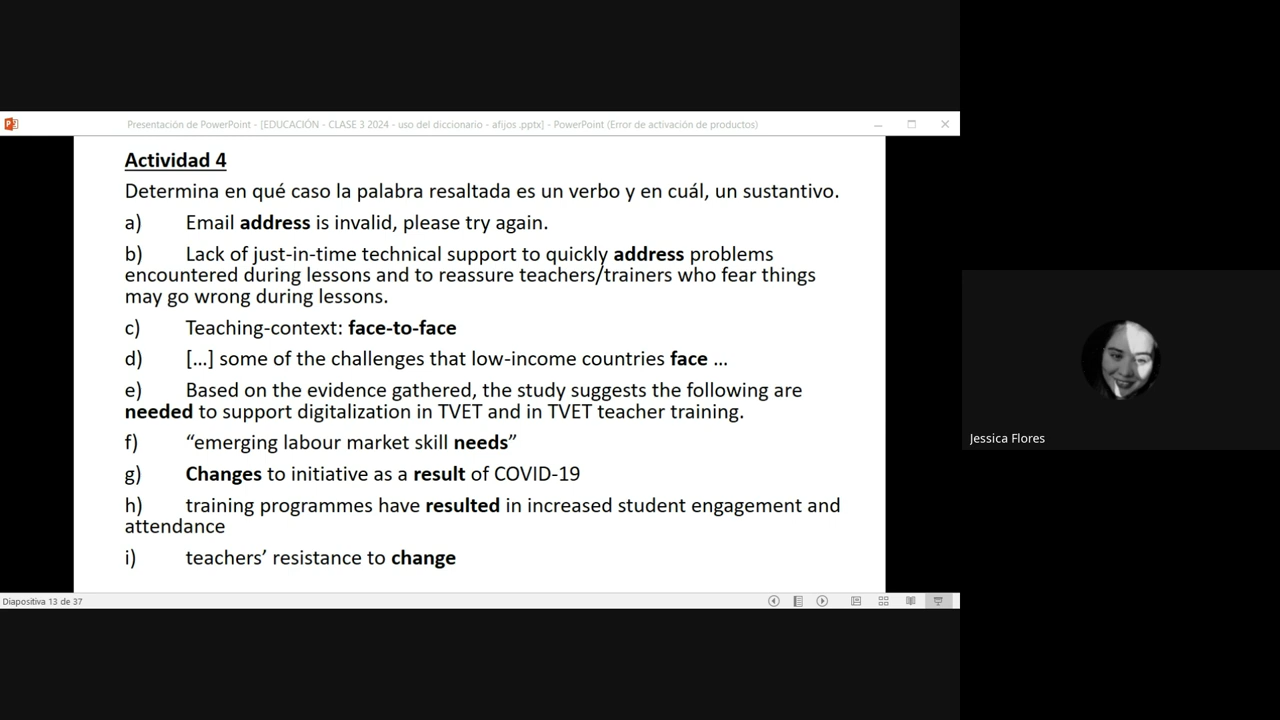 Presentación de PowerPoint - [EDUCACIÓN - CLASE 3 2024 - uso del diccionario - afijos .pptx] - PowerPoint (Error de activación de productos)
Actividad 4
Determina en qué caso la palabra resaltada es un verbo y en cuál, un sustantivo.
a) Email address is invalid, please try again.
b) Lack of just-in-time technical support to quickly address problems
encountered during lessons and to reassure teachers/trainers who fear things
may go wrong during lessons.
c) Teaching-context: face-to-face
d) […] some of the challenges that low-income countries face …
e) Based on the evidence gathered, the study suggests the following are
needed to support digitalization in TVET and in TVET teacher training.
f) “emerging labour market skill needs”
g) Changes to initiative as a result of COVID-19
h) training programmes have resulted in increased student engagement and
attendance
i) teachers’ resistance to change
Diapositiva 13 de 37
Jessica Flores